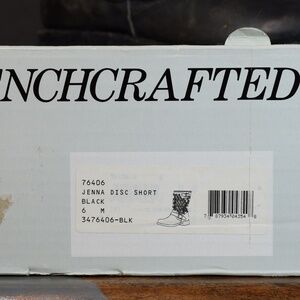 NCHCRAFTED
76406
JENNA DISC SHORT
BLACK
6 M
3476406-BLK